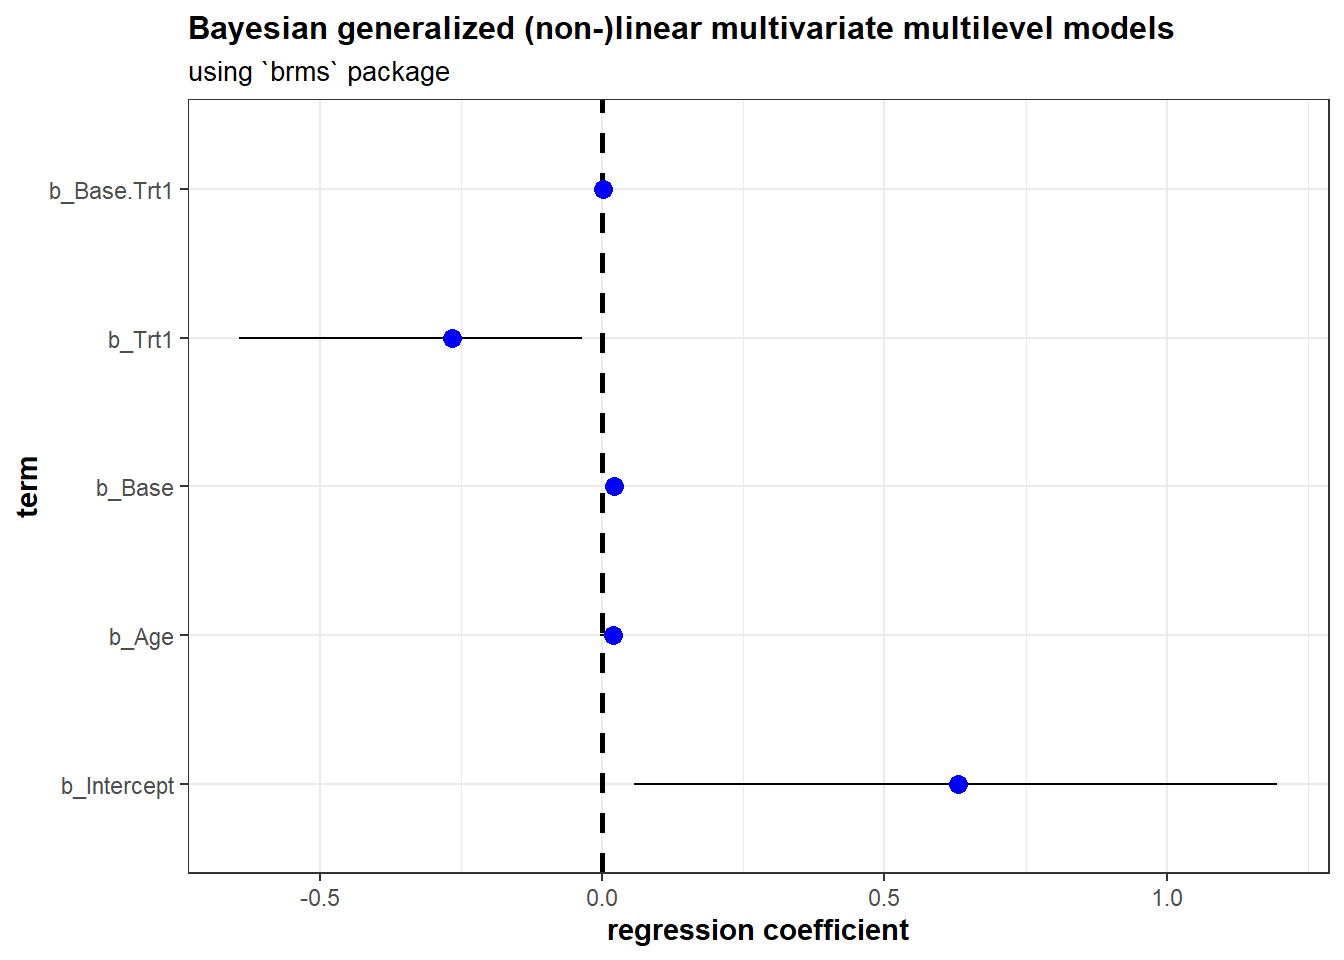 Bayesian generalized (non-)linear multivariate multilevel models
using `brms` package
b_Base.Trt1
b_Trt1
b_Base
b_Age
b_Intercept
term
-0.5 0.0 0.5 1.0
regression coefficient